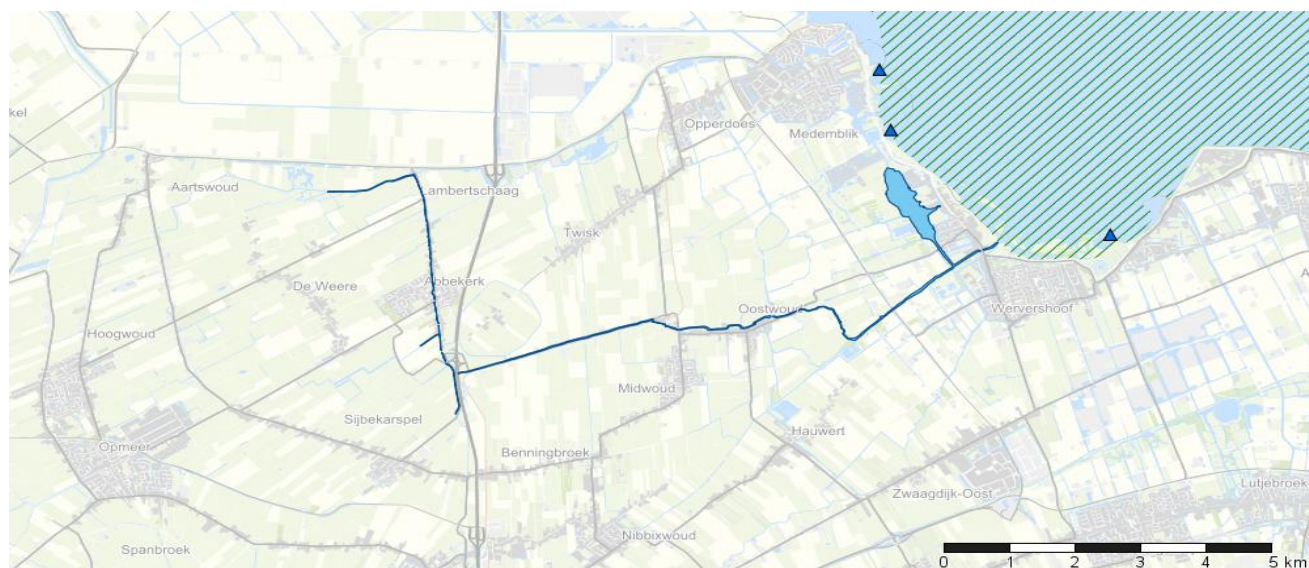 kel
Opperdoes
Medemblik
Aartswoud
Lambertschaag
Twisk
De Weere
Abbekerk
Oostwoud
Wervershoof
Hoogwoud
Midwoud
Sijbekarspel
Hauwert
Opmeer
Benningbroek
Zwaagdijk-Oost
Lutjebroek
Nibbixwoud
Spanbroek
0 1 2 3 4 5 km